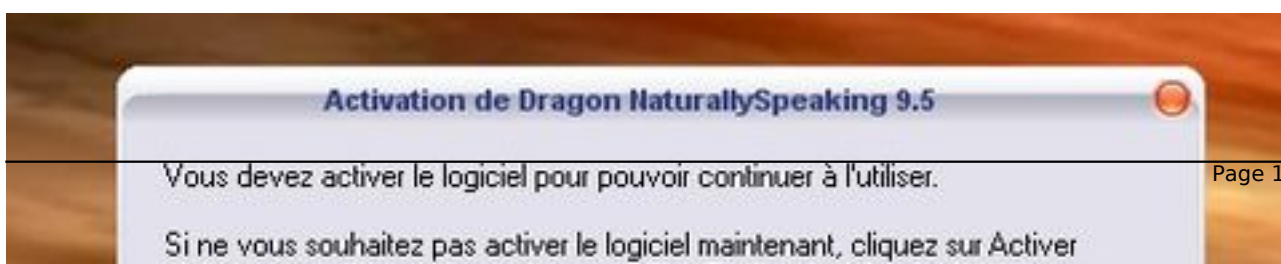 Activation de Dragon NaturallySpeaking 9.5
Vous devez activer le logiciel pour pouvoir continuer à l'utiliser.
Page 1
Si ne vous souhaitez pas activer le logiciel maintenant, cliquez sur Activer